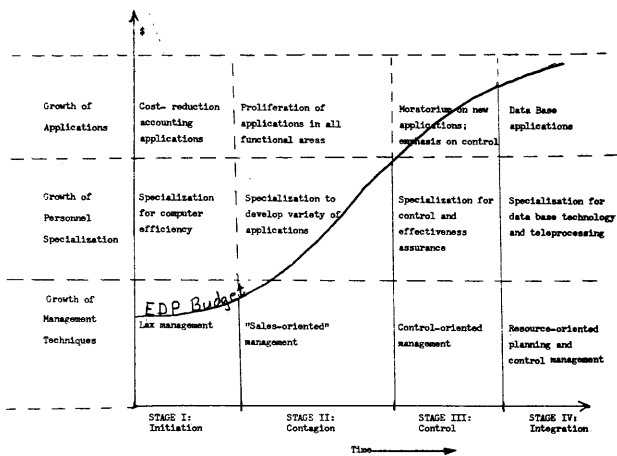 $
Growth of
Applications
Cost- reduction
accounting
applications
Proliferation of
applications in all
functional areas
Moratorium on new
applications;
emphasis on control
Data Base
applications
Growth of
Personnel
Specialization
Specialization
for computer
efficiency
Specialization to
develop variety of
applications
Specialization for
control and
effectiveness
assurance
Specialization for
data base technology
and teleprocessing
Growth of
Management
Techniques
EDP Budget
Lax management
"Sales-oriented"
management
Control-oriented
management
Resource-oriented
planning and
control management
STAGE I:
Initiation
STAGE II:
Contagion
STAGE III:
Control
STAGE IV:
Integration
Time